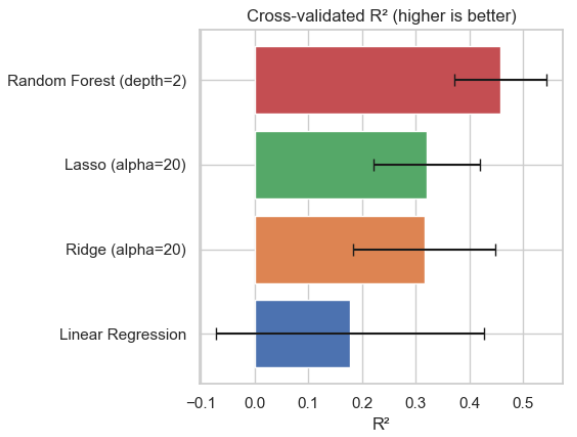 Cross-validated R² (higher is better)
Random Forest (depth=2)
Lasso (alpha=20)
Ridge (alpha=20)
Linear Regression
−0.1 0.0 0.1 0.2 0.3 0.4 0.5
R²